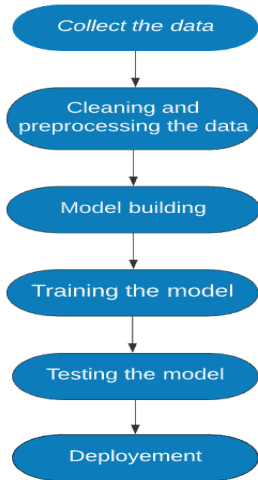 Collect the data
Cleaning and
preprocessing the data
Model building
Training the model
Testing the model
Deployement